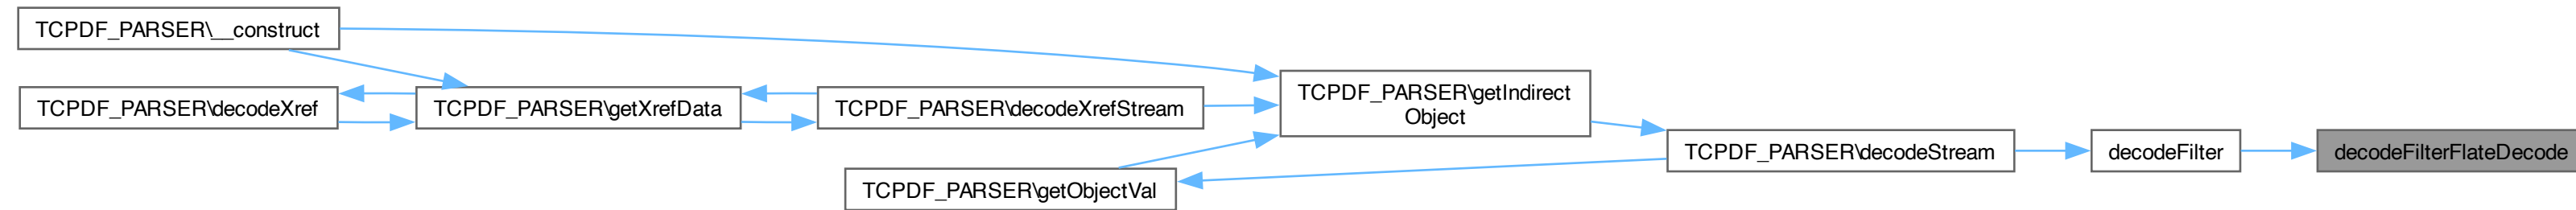 TCPDF_PARSER\__construct
TCPDF_PARSER\decodeXref
TCPDF_PARSER\getXrefData
TCPDF_PARSER\decodeXrefStream
TCPDF_PARSER\getIndirect
Object
TCPDF_PARSER\getObjectVal
TCPDF_PARSER\decodeStream
decodeFilter
decodeFilterFlateDecode